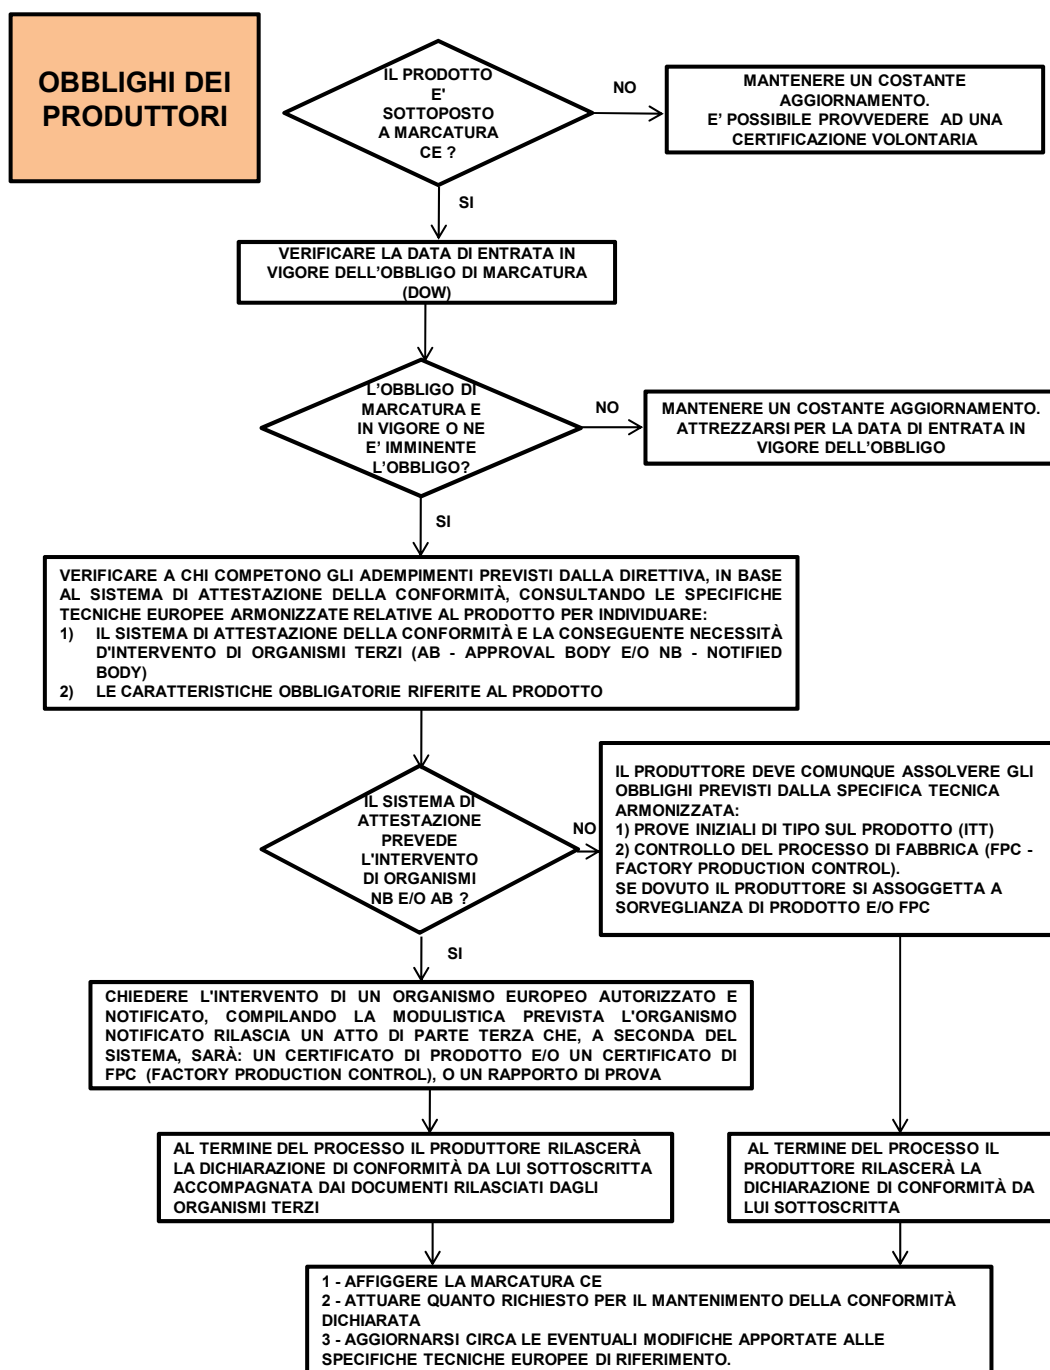 OBBLIGHI DEI
PRODUTTORI
IL PRODOTTO
E'
SOTTOPOSTO
A MARCATURA
CE ?
NO
MANTENERE UN COSTANTE
AGGIORNAMENTO.
E’ POSSIBILE PROVVEDERE AD UNA
CERTIFICAZIONE VOLONTARIA
SI
VERIFICARE LA DATA DI ENTRATA IN
VIGORE DELL’OBBLIGO DI MARCATURA
(DOW)
L’OBBLIGO DI
MARCATURA E
IN VIGORE O NE
E’ IMMINENTE
L’OBBLIGO?
NO
MANTENERE UN COSTANTE AGGIORNAMENTO.
ATTREZZARSI PER LA DATA DI ENTRATA IN
VIGORE DELL’OBBLIGO
SI
VERIFICARE A CHI COMPETONO GLI ADEMPIMENTI PREVISTI DALLA DIRETTIVA, IN BASE
AL SISTEMA DI ATTESTAZIONE DELLA CONFORMITÀ, CONSULTANDO LE SPECIFICHE
TECNICHE EUROPEE ARMONIZZATE RELATIVE AL PRODOTTO PER INDIVIDUARE:
1) IL SISTEMA DI ATTESTAZIONE DELLA CONFORMITÀ E LA CONSEGUENTE NECESSITÀ
D'INTERVENTO DI ORGANISMI TERZI (AB - APPROVAL BODY E/O NB - NOTIFIED
BODY)
2) LE CARATTERISTICHE OBBLIGATORIE RIFERITE AL PRODOTTO
IL SISTEMA DI
ATTESTAZIONE
PREVEDE
L'INTERVENTO
DI ORGANISMI
NB E/O AB ?
NO
IL PRODUTTORE DEVE COMUNQUE ASSOLVERE GLI
OBBLIGHI PREVISTI DALLA SPECIFICA TECNICA
ARMONIZZATA:
1) PROVE INIZIALI DI TIPO SUL PRODOTTO (ITT)
2) CONTROLLO DEL PROCESSO DI FABBRICA (FPC -
FACTORY PRODUCTION CONTROL).
SE DOVUTO IL PRODUTTORE SI ASSOGGETTA A
SORVEGLIANZA DI PRODOTTO E/O FPC
SI
CHIEDERE L'INTERVENTO DI UN ORGANISMO EUROPEO AUTORIZZATO E
NOTIFICATO, COMPILANDO LA MODULISTICA PREVISTA L'ORGANISMO
NOTIFICATO RILASCIA UN ATTO DI PARTE TERZA CHE, A SECONDA DEL
SISTEMA, SARÀ: UN CERTIFICATO DI PRODOTTO E/O UN CERTIFICATO DI
FPC (FACTORY PRODUCTION CONTROL), O UN RAPPORTO DI PROVA
AL TERMINE DEL PROCESSO IL PRODUTTORE RILASCERÀ
LA DICHIARAZIONE DI CONFORMITÀ DA LUI SOTTOSCRITTA
ACCOMPAGNATA DAI DOCUMENTI RILASCIATI DAGLI
ORGANISMI TERZI
AL TERMINE DEL PROCESSO IL
PRODUTTORE RILASCERÀ LA
DICHIARAZIONE DI CONFORMITÀ DA
LUI SOTTOSCRITTA
1 - AFFIGGERE LA MARCATURA CE
2 - ATTUARE QUANTO RICHIESTO PER IL MANTENIMENTO DELLA CONFORMITÀ
DICHIARATA
3 - AGGIORNARSI CIRCA LE EVENTUALI MODIFICHE APPORTATE ALLE
SPECIFICHE TECNICHE EUROPEE DI RIFERIMENTO.